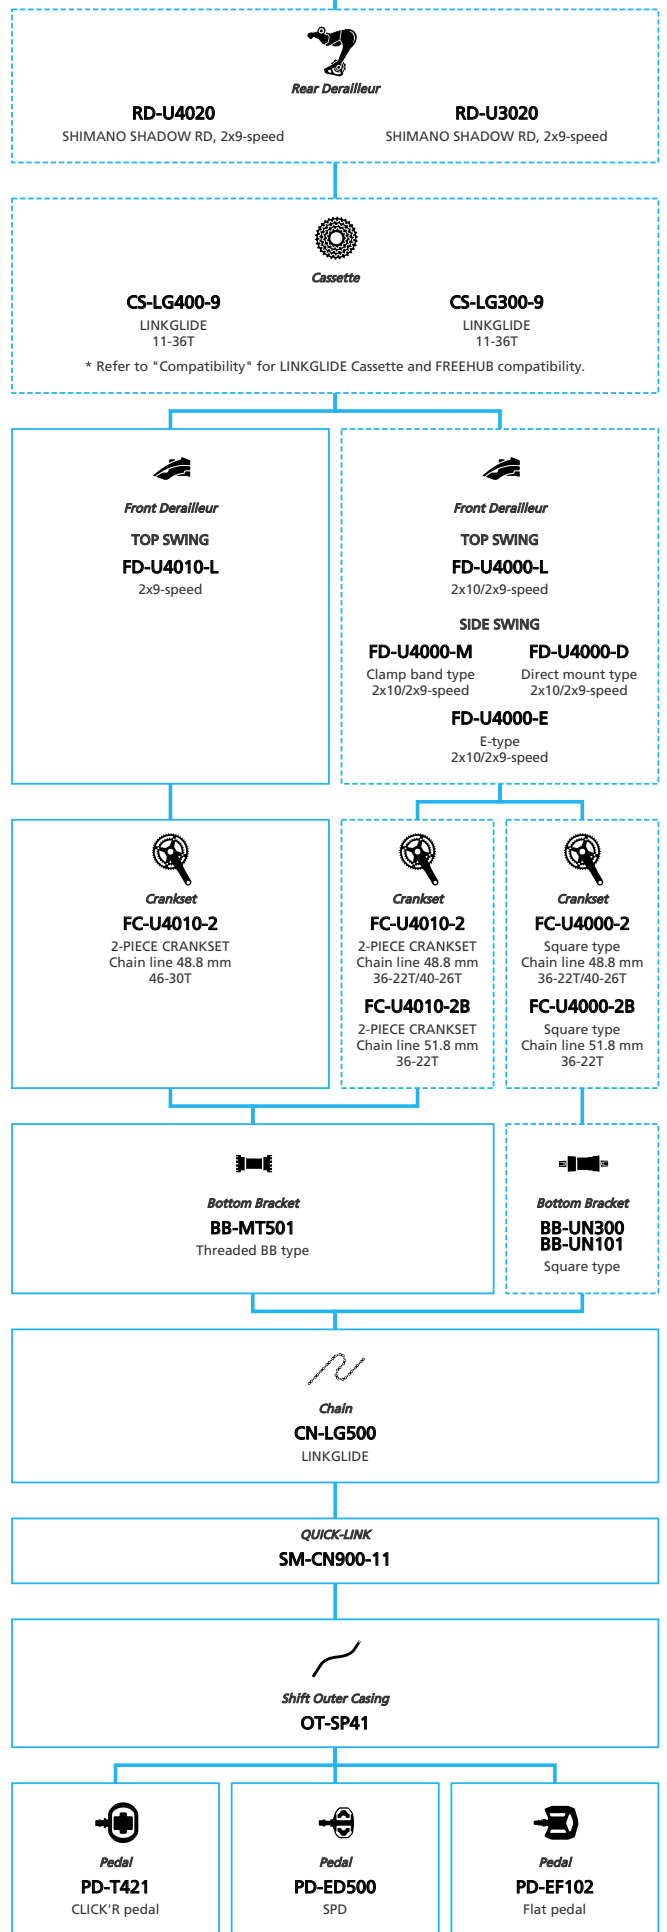 Rear Derailleur
RD-U4020
SHIMANO SHADOW RD, 2x9-speed
RD-U3020
SHIMANO SHADOW RD, 2x9-speed
Cassette
CS-LG400-9
LINKGLIDE
11-36T
CS-LG300-9
LINKGLIDE
11-36T
* Refer to "Compatibility" for LINKGLIDE Cassette and FREEHUB compatibility.
Front Derailleur
TOP SWING
FD-U4010-L
2x9-speed
Front Derailleur
TOP SWING
FD-U4000-L
2x10/2x9-speed
SIDE SWING
FD-U4000-M
Clamp band type
2x10/2x9-speed
FD-U4000-D
Direct mount type
2x10/2x9-speed
FD-U4000-E
E-type
2x10/2x9-speed
Crankset
FC-U4010-2
2-PIECE CRANKSET
Chain line 48.8 mm
46-30T
Crankset
FC-U4010-2
2-PIECE CRANKSET
Chain line 48.8 mm
36-22T/40-26T
FC-U4010-2B
2-PIECE CRANKSET
Chain line 51.8 mm
36-22T
Crankset
FC-U4000-2
Square type
Chain line 48.8 mm
36-22T/40-26T
FC-U4000-2B
Square type
Chain line 51.8 mm
36-22T
Bottom Bracket
BB-MT501
Threaded BB type
Bottom Bracket
BB-UN300
BB-UN101
Square type
Chain
CN-LG500
LINKGLIDE
QUICK-LINK
SM-CN900-11
Shift Outer Casing
OT-SP41
Pedal
PD-T421
CLICK'R pedal
Pedal
PD-ED500
SPD
Pedal
PD-EF102
Flat pedal